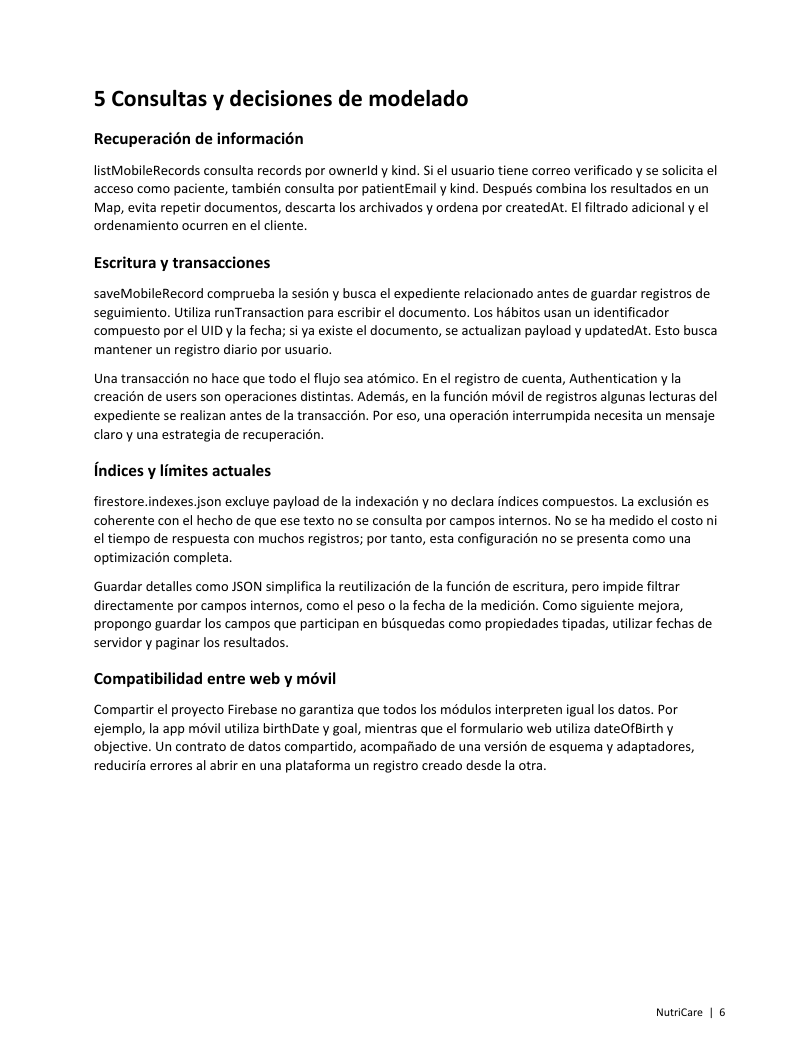 5 Consultas y decisiones de modelado
Recuperación de información
listMobileRecords consulta records por ownerId y kind. Si el usuario tiene correo verificado y se solicita el
acceso como paciente, también consulta por patientEmail y kind. Después combina los resultados en un
Map, evita repetir documentos, descarta los archivados y ordena por createdAt. El filtrado adicional y el
ordenamiento ocurren en el cliente.
Escritura y transacciones
saveMobileRecord comprueba la sesión y busca el expediente relacionado antes de guardar registros de
seguimiento. Utiliza runTransaction para escribir el documento. Los hábitos usan un identificador
compuesto por el UID y la fecha; si ya existe el documento, se actualizan payload y updatedAt. Esto busca
mantener un registro diario por usuario.
Una transacción no hace que todo el flujo sea atómico. En el registro de cuenta, Authentication y la
creación de users son operaciones distintas. Además, en la función móvil de registros algunas lecturas del
expediente se realizan antes de la transacción. Por eso, una operación interrumpida necesita un mensaje
claro y una estrategia de recuperación.
Índices y límites actuales
firestore.indexes.json excluye payload de la indexación y no declara índices compuestos. La exclusión es
coherente con el hecho de que ese texto no se consulta por campos internos. No se ha medido el costo ni
el tiempo de respuesta con muchos registros; por tanto, esta configuración no se presenta como una
optimización completa.
Guardar detalles como JSON simplifica la reutilización de la función de escritura, pero impide filtrar
directamente por campos internos, como el peso o la fecha de la medición. Como siguiente mejora,
propongo guardar los campos que participan en búsquedas como propiedades tipadas, utilizar fechas de
servidor y paginar los resultados.
Compatibilidad entre web y móvil
Compartir el proyecto Firebase no garantiza que todos los módulos interpreten igual los datos. Por
ejemplo, la app móvil utiliza birthDate y goal, mientras que el formulario web utiliza dateOfBirth y
objective. Un contrato de datos compartido, acompañado de una versión de esquema y adaptadores,
reduciría errores al abrir en una plataforma un registro creado desde la otra.
NutriCare | 6